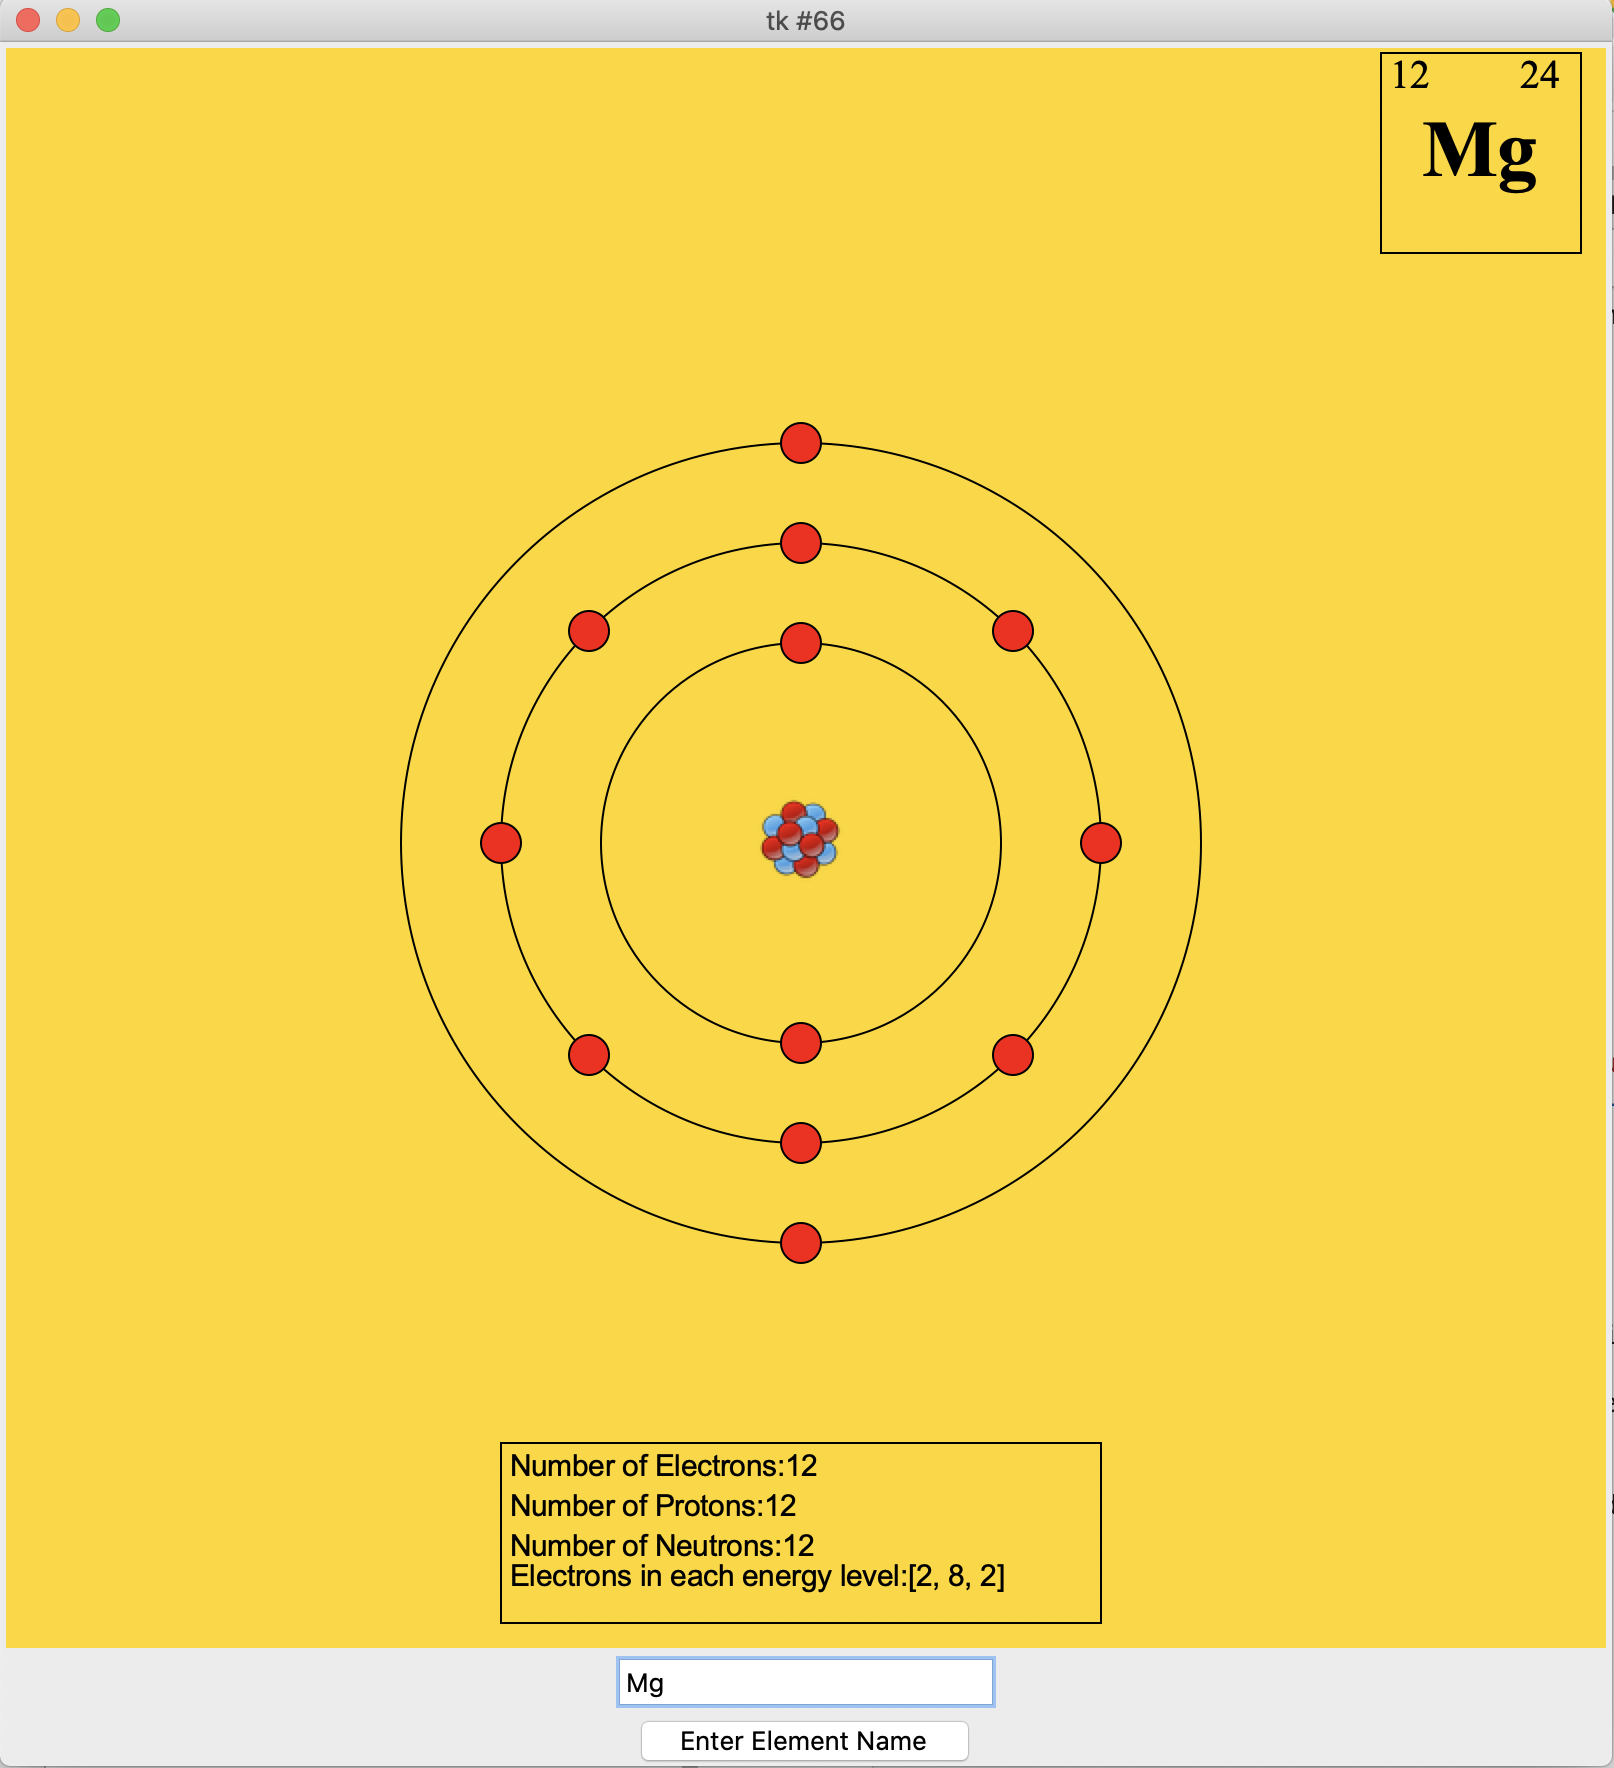 tk #66
12 24
Mg
Number of Electrons:12
Number of Protons:12
Number of Neutrons:12
Electrons in each energy level:[2, 8, 2]
Mg
Enter Element Name